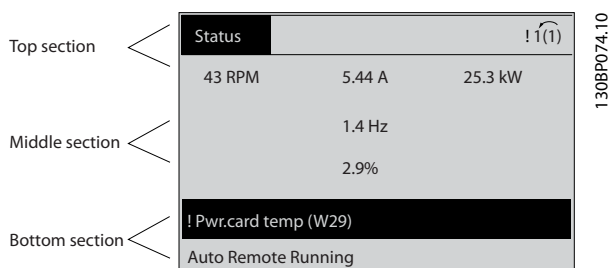 Top section
Status
! 1(1)
43 RPM 5.44 A 25.3 kW
Middle section
1.4 Hz
2.9%
! Pwr.card temp (W29)
Bottom section
Auto Remote Running
130BP074.10